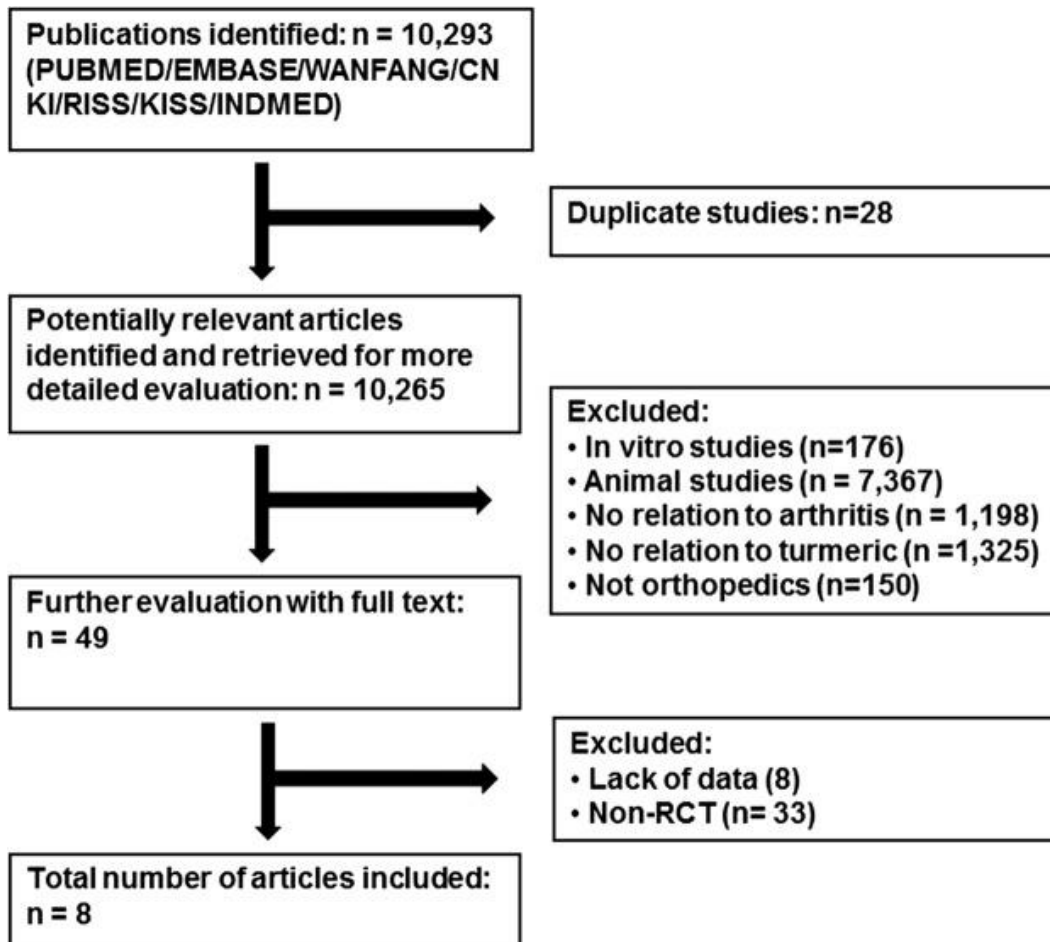 Publications identified: n = 10,293
(PUBMED/EMBASE/WANFANG/CN
KI/RISS/KISS/INDMED)
Duplicate studies: n=28
Potentially relevant articles
identified and retrieved for more
detailed evaluation: n = 10,265
Excluded:
• In vitro studies (n=176)
• Animal studies (n = 7,367)
• No relation to arthritis (n = 1,198)
• No relation to turmeric (n =1,325)
• Not orthopedics (n=150)
Further evaluation with full text:
n = 49
Excluded:
• Lack of data (8)
• Non-RCT (n= 33)
Total number of articles included:
n = 8